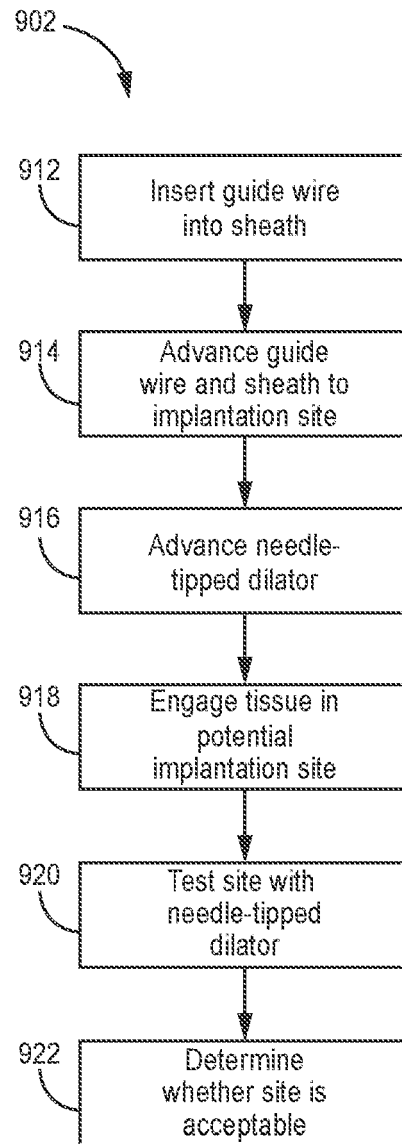 902
912
Insert guide wire
into sheath
914
Advance guide
wire and sheath to
implantation site
916
Advance needle-
tipped dilator
918
Engage tissue in
potential
implantation site
920
Test site with
needle-tipped
dilator
922
Determine
whether site is
acceptable